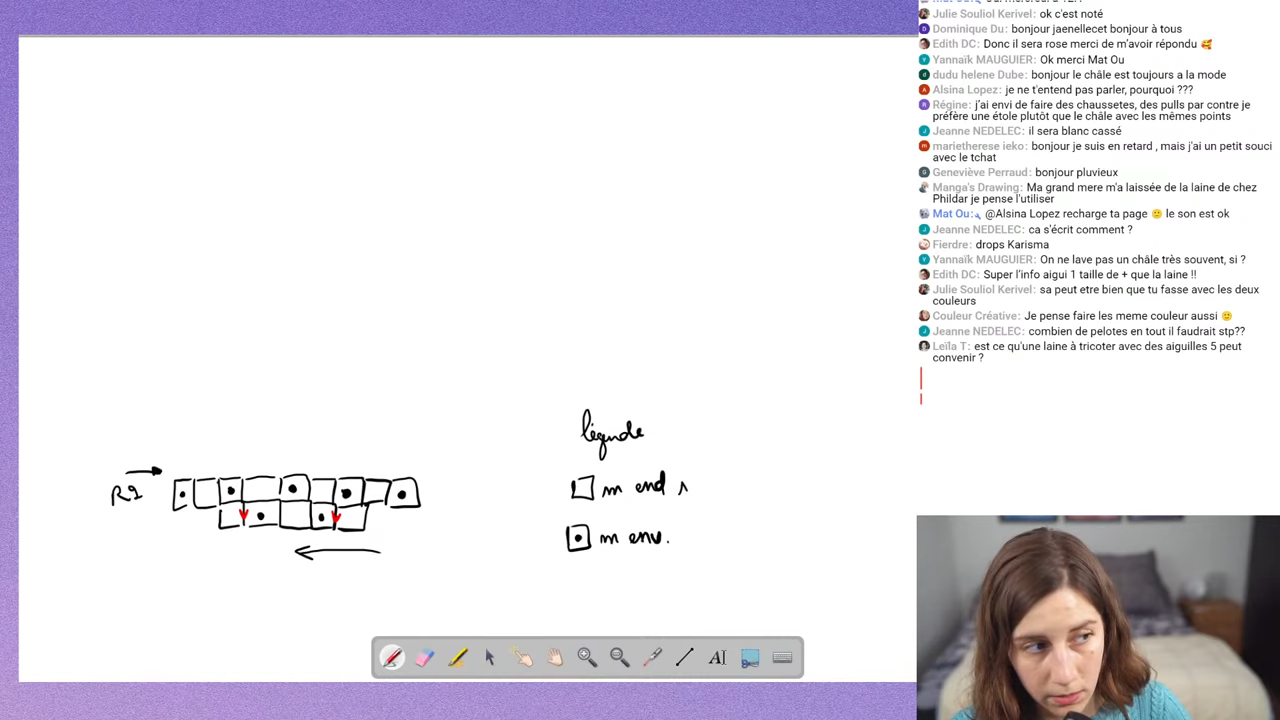 Julie Souliol Kerivel: ok c'est noté
Dominique Du: bonjour jaenellecet bonjour à tous
Edith DC: Donc il sera rose merci de m'avoir répondu 🥰
Yannaïk MAUGUIER: Ok merci Mat Ou
dudu helene Dube: bonjour le châle est toujours a la mode
Alsina Lopez: je ne t'entend pas parler, pourquoi ???
Régine: j'ai envi de faire des chaussetes, des pulls par contre je
préfère une étole plutôt que le châle avec les mêmes points
Jeanne NEDELEC: il sera blanc cassé
marietherese ieko: bonjour je suis en retard , mais j'ai un petit souci
avec le tchat
Geneviève Perraud: bonjour pluvieux
Manga's Drawing: Ma grand mere m'a laissée de la laine de chez
Phildar je pense l'utiliser
Mat Ou: @Alsina Lopez recharge ta page 🙂 le son est ok
Jeanne NEDELEC: ca s'écrit comment ?
Fierdre: drops Karisma
Yannaïk MAUGUIER: On ne lave pas un châle très souvent, si ?
Edith DC: Super l'info aigui 1 taille de + que la laine !!
Julie Souliol Kerivel: sa peut etre bien que tu fasse avec les deux
couleurs
Couleur Créative: Je pense faire les meme couleur aussi 🙂
Jeanne NEDELEC: combien de pelotes en tout il faudrait stp??
Leïla T: est ce qu'une laine à tricoter avec des aiguilles 5 peut
convenir ?
légende
m end
m env.
AI